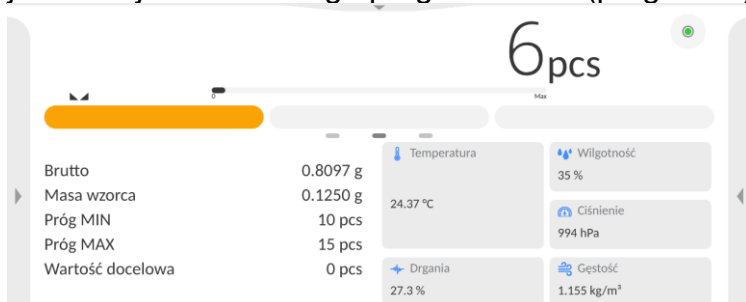 6pcs
0 Max
Brutto 0.8097 g
Masa wzorca 0.1250 g
Próg MIN 10 pcs
Próg MAX 15 pcs
Wartość docelowa 0 pcs
Temperatura
24.37 °C
Wilgotność
35 %
Ciśnienie
994 hPa
Drgania
27.3 %
Gęstość
1.155 kg/m³